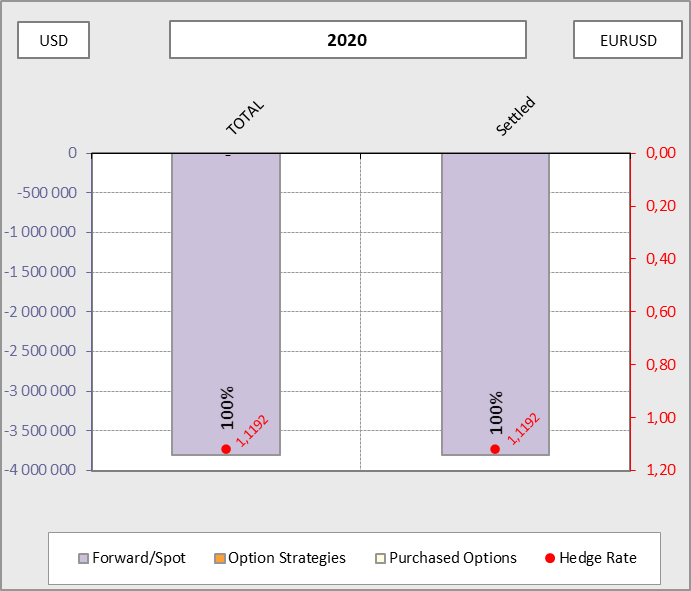 USD 2020 EURUSD
TOTAL Settled
0 0,00
-500 000 0,20
-1 000 000 0,40
-1 500 000 0,60
-2 000 000 0,80
-2 500 000 1,00
-3 000 000 1,20
-3 500 000
-4 000 000
100% 1,1192 100% 1,1192
-
Forward/Spot Option Strategies Purchased Options Hedge Rate